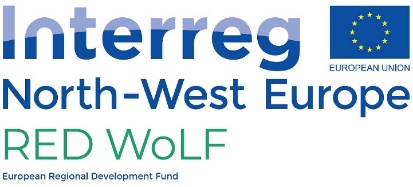 Interreg
EUROPEAN UNION
North-West Europe
RED WoLF
European Regional Development Fund